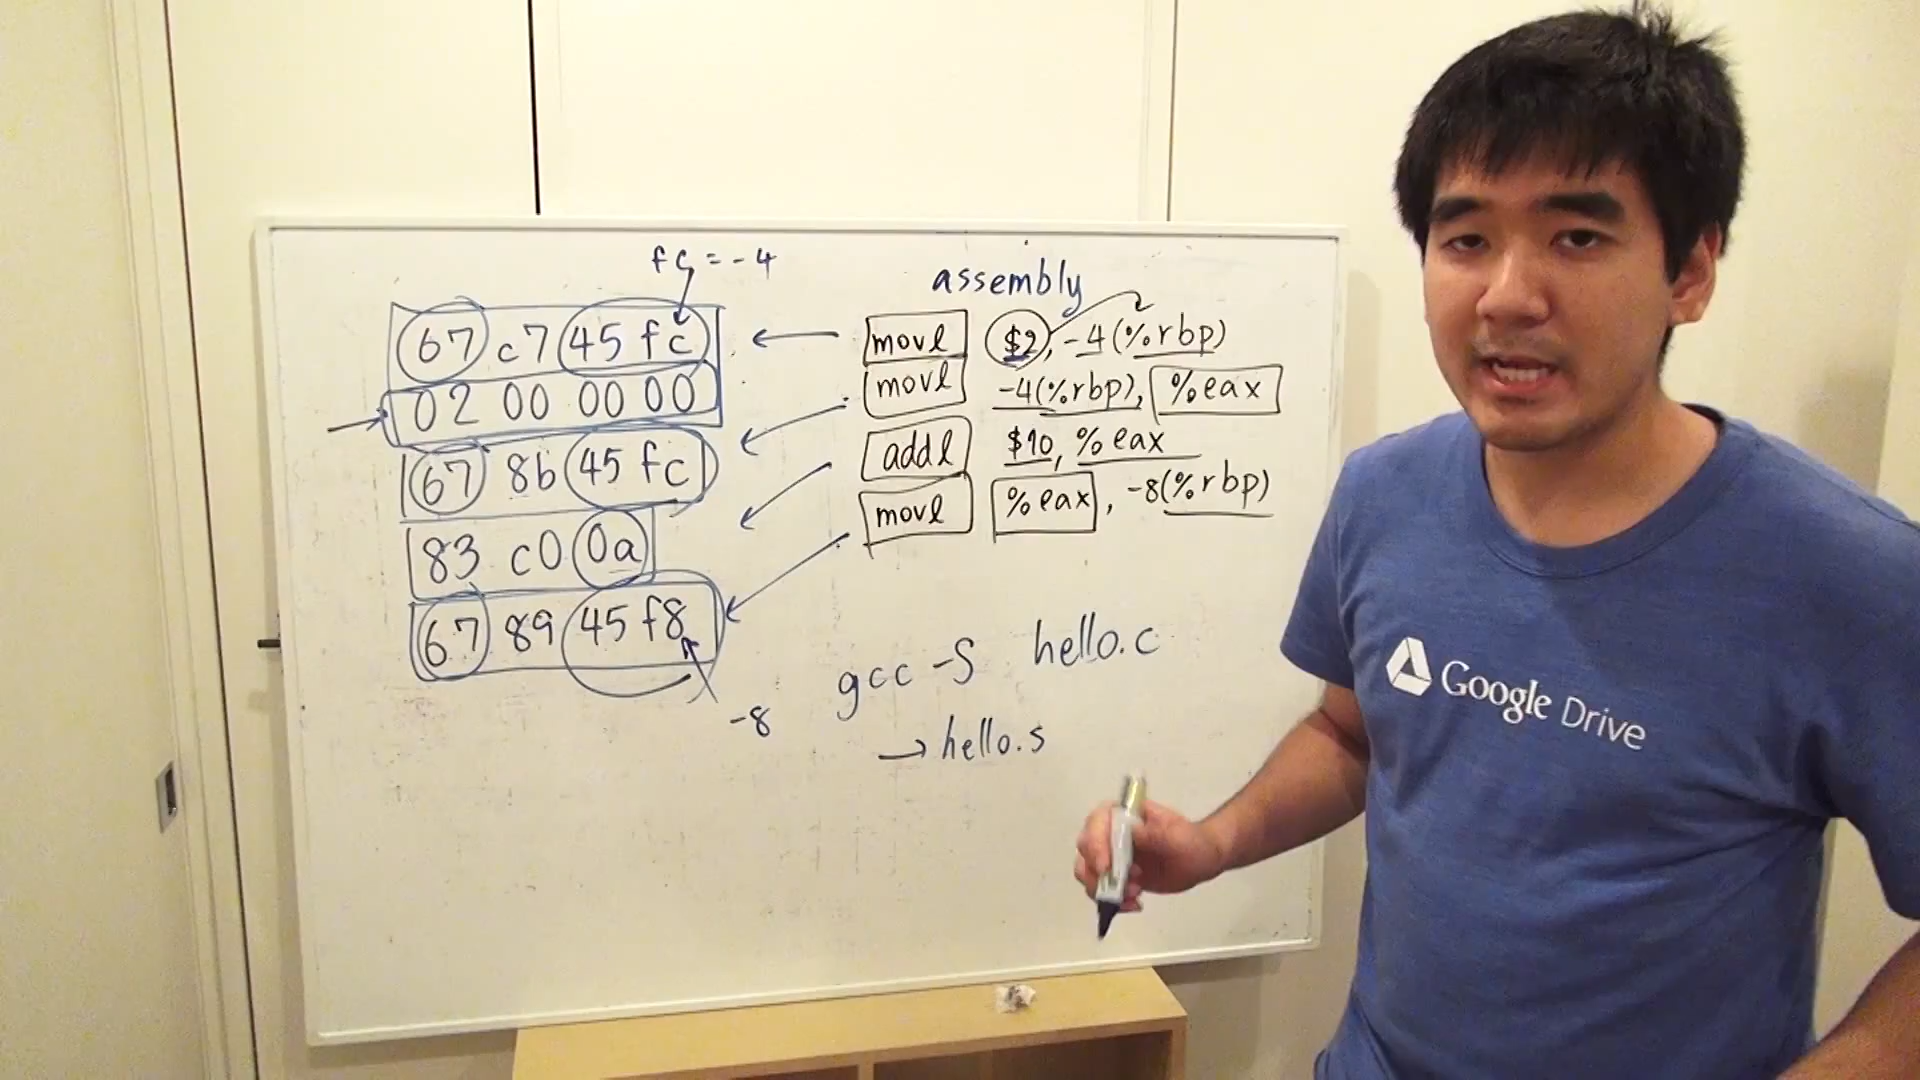 fc = -4
67 c7 45 fc
02 00 00 00
67 8b 45 fc
83 c0 0a
67 89 45 f8
-8
assembly
movl $2, -4(%rbp)
movl -4(%rbp), %eax
addl $10, %eax
movl %eax, -8(%rbp)
gcc -S hello.c
→ hello.s
Google Drive